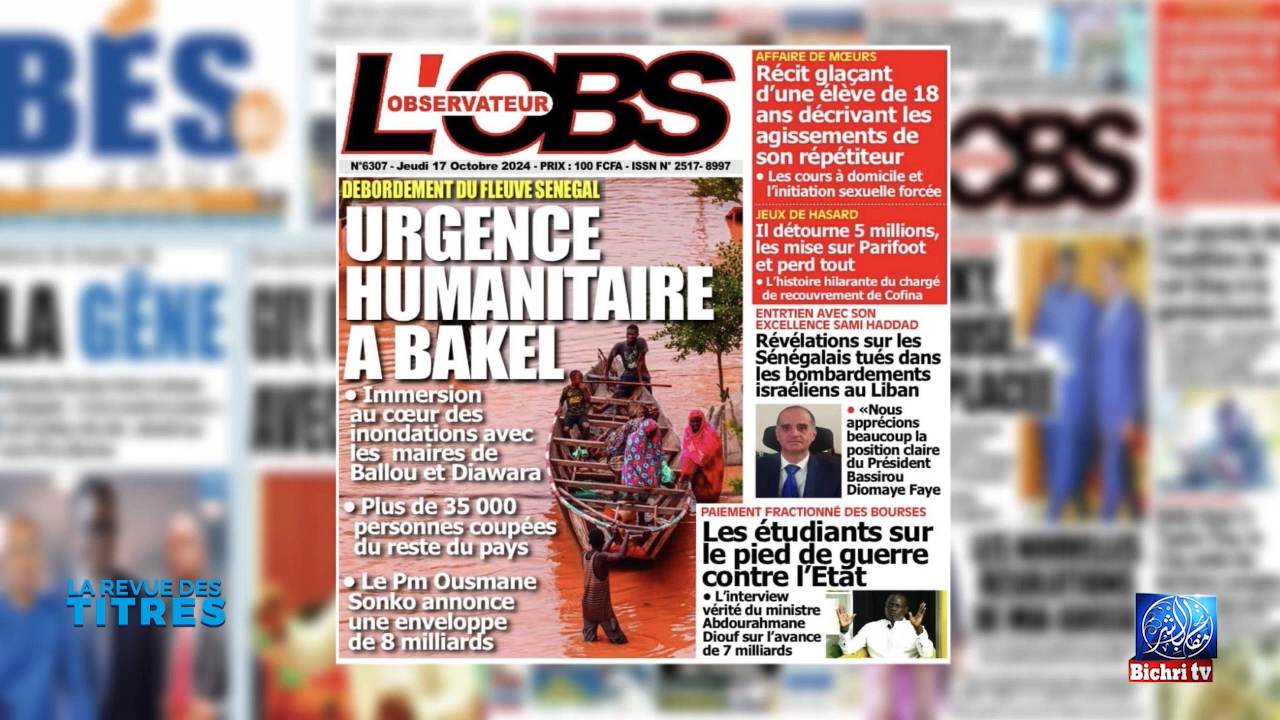 L'OBS
OBSERVATEUR
N°6307 - Jeudi 17 Octobre 2024 - PRIX : 100 FCFA - ISSN N° 2517- 8997
DEBORDEMENT DU FLEUVE SENEGAL
URGENCE
HUMANITAIRE
A BAKEL
• Immersion
au cœur des
inondations avec
les maires de
Ballou et Diawara
• Plus de 35 000
personnes coupées
du reste du pays
• Le Pm Ousmane
Sonko annonce
une enveloppe
de 8 milliards
AFFAIRE DE MŒURS
Récit glaçant
d'une élève de 18
ans décrivant les
agissements de
son répétiteur
• Les cours à domicile et
l'initiation sexuelle forcée
JEUX DE HASARD
Il détourne 5 millions,
les mise sur Parifoot
et perd tout
• L'histoire hilarante du chargé
de recouvrement de Cofina
ENTRTIEN AVEC SON
EXCELLENCE SAMI HADDAD
Révélations sur les
Sénégalais tués dans
les bombardements
israéliens au Liban
• «Nous
apprécions
beaucoup la
position claire
du Président
Bassirou
Diomaye Faye
PAIEMENT FRACTIONNÉ DES BOURSES
Les étudiants sur
le pied de guerre
contre l'Etat
• L'interview
vérité du ministre
Abdourahmane
Diouf sur l'avance
de 7 milliards
LA REVUE DES
TITRES
Bichri tv
BÉS
LA GÊNE
OBS